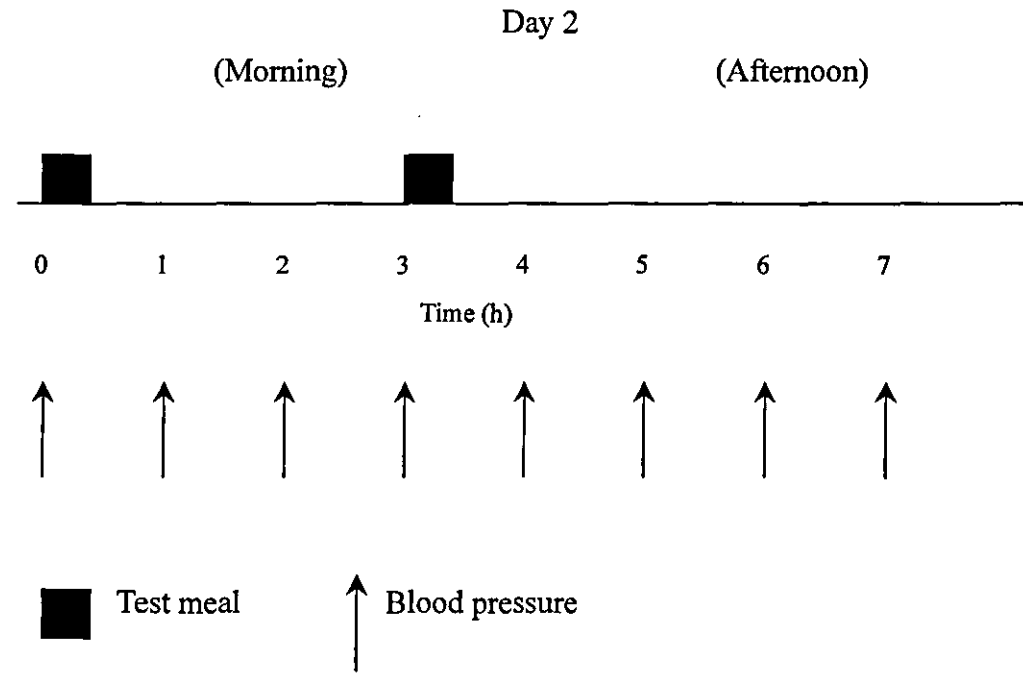 Day 2
(Morning) (Afternoon)
0 1 2 3 4 5 6 7
Time (h)
Test meal Blood pressure